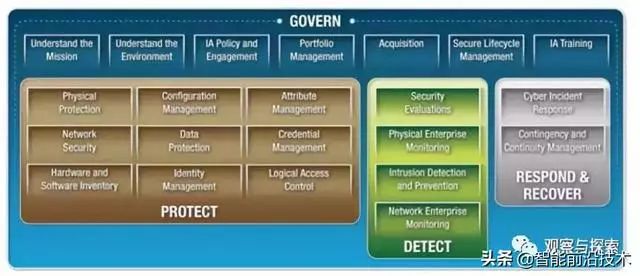 GOVERN
Understand the
Mission
Understand the
Environment
IA Policy and
Engagement
Portfolio
Management
Acquisition
Secure Lifecycle
Management
IA Training
Physical
Protection
Configuration
Management
Attribute
Management
Network
Security
Data
Protection
Credential
Management
Hardware and
Software Inventory
Identity
Management
Logical Access
Control
PROTECT
Security
Evaluations
Physical Enterprise
Monitoring
Intrusion Detection
and Prevention
Network Enterprise
Monitoring
DETECT
Cyber Incident
Response
Contingency and
Continuity Management
RESPOND &
RECOVER
观察与探索
头条 @智能前沿技术